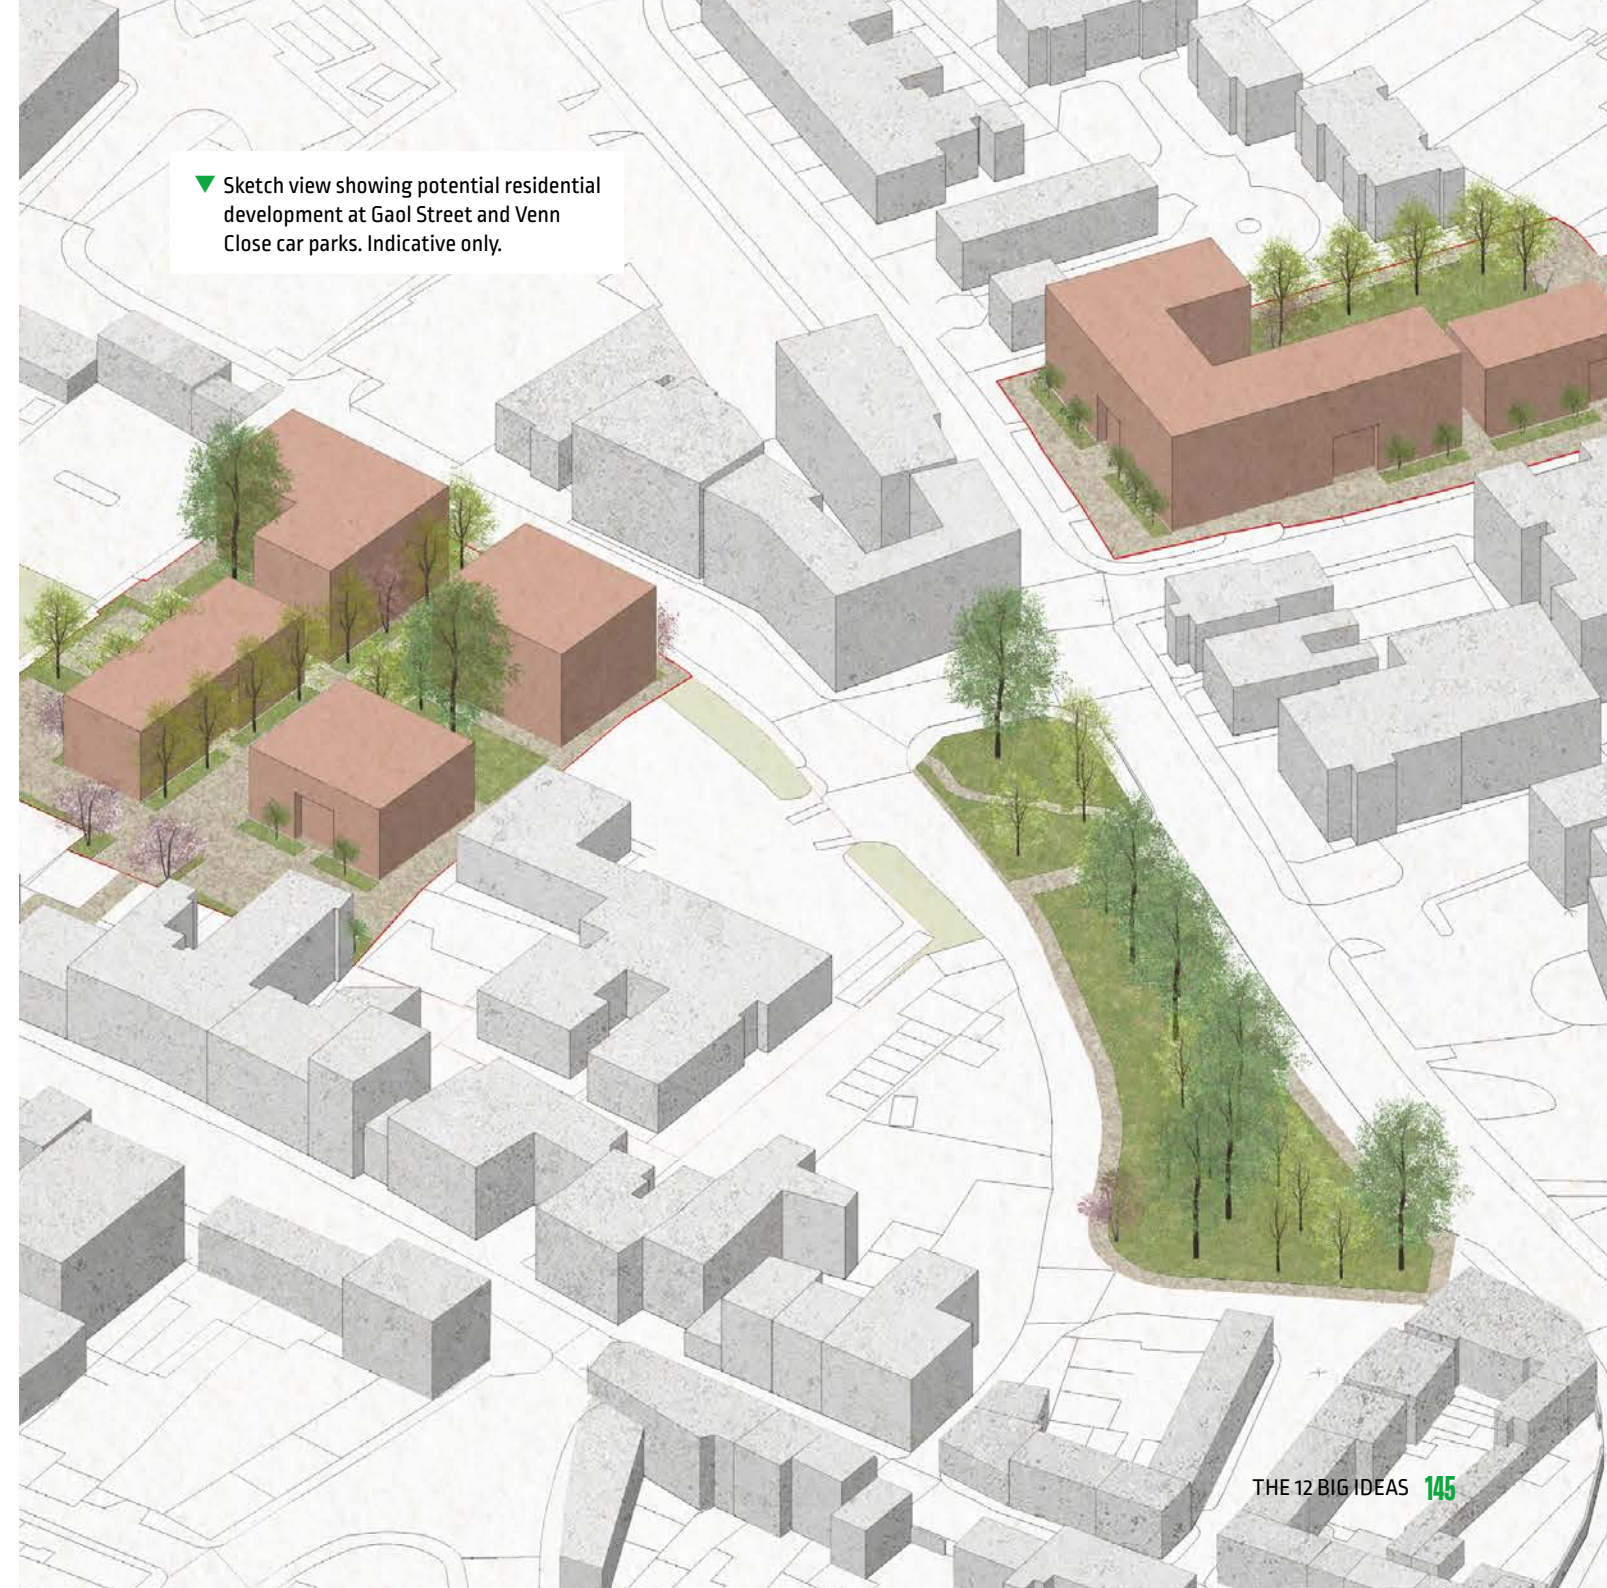 ▼ Sketch view showing potential residential
development at Gaol Street and Venn
Close car parks. Indicative only.
THE 12 BIG IDEAS 145